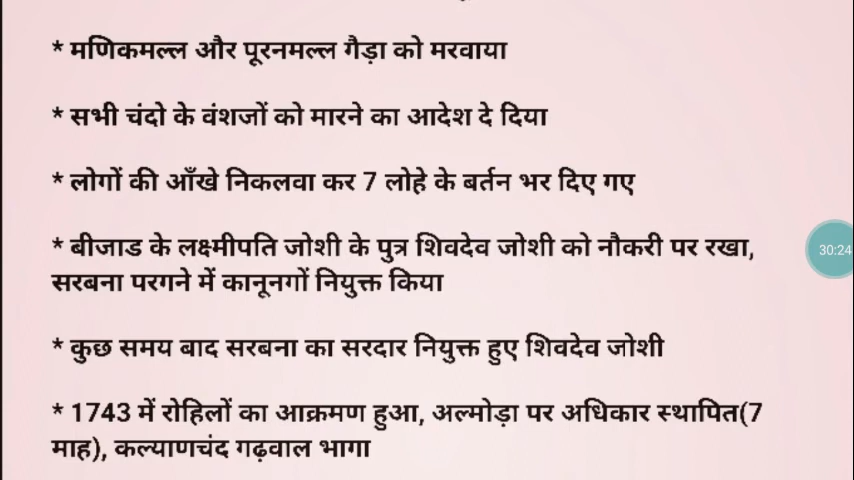 * मणिकमल्ल और पूरनमल्ल गैड़ा को मरवाया
* सभी चंदो के वंशजों को मारने का आदेश दे दिया
* लोगों की आँखे निकलवा कर 7 लोहे के बर्तन भर दिए गए
* बीजाड के लक्ष्मीपति जोशी के पुत्र शिवदेव जोशी को नौकरी पर रखा,
सरबना परगने में कानूनगों नियुक्त किया
30:24
* कुछ समय बाद सरबना का सरदार नियुक्त हुए शिवदेव जोशी
* 1743 में रोहिलों का आक्रमण हुआ, अल्मोड़ा पर अधिकार स्थापित(7
माह), कल्याणचंद गढ़वाल भागा